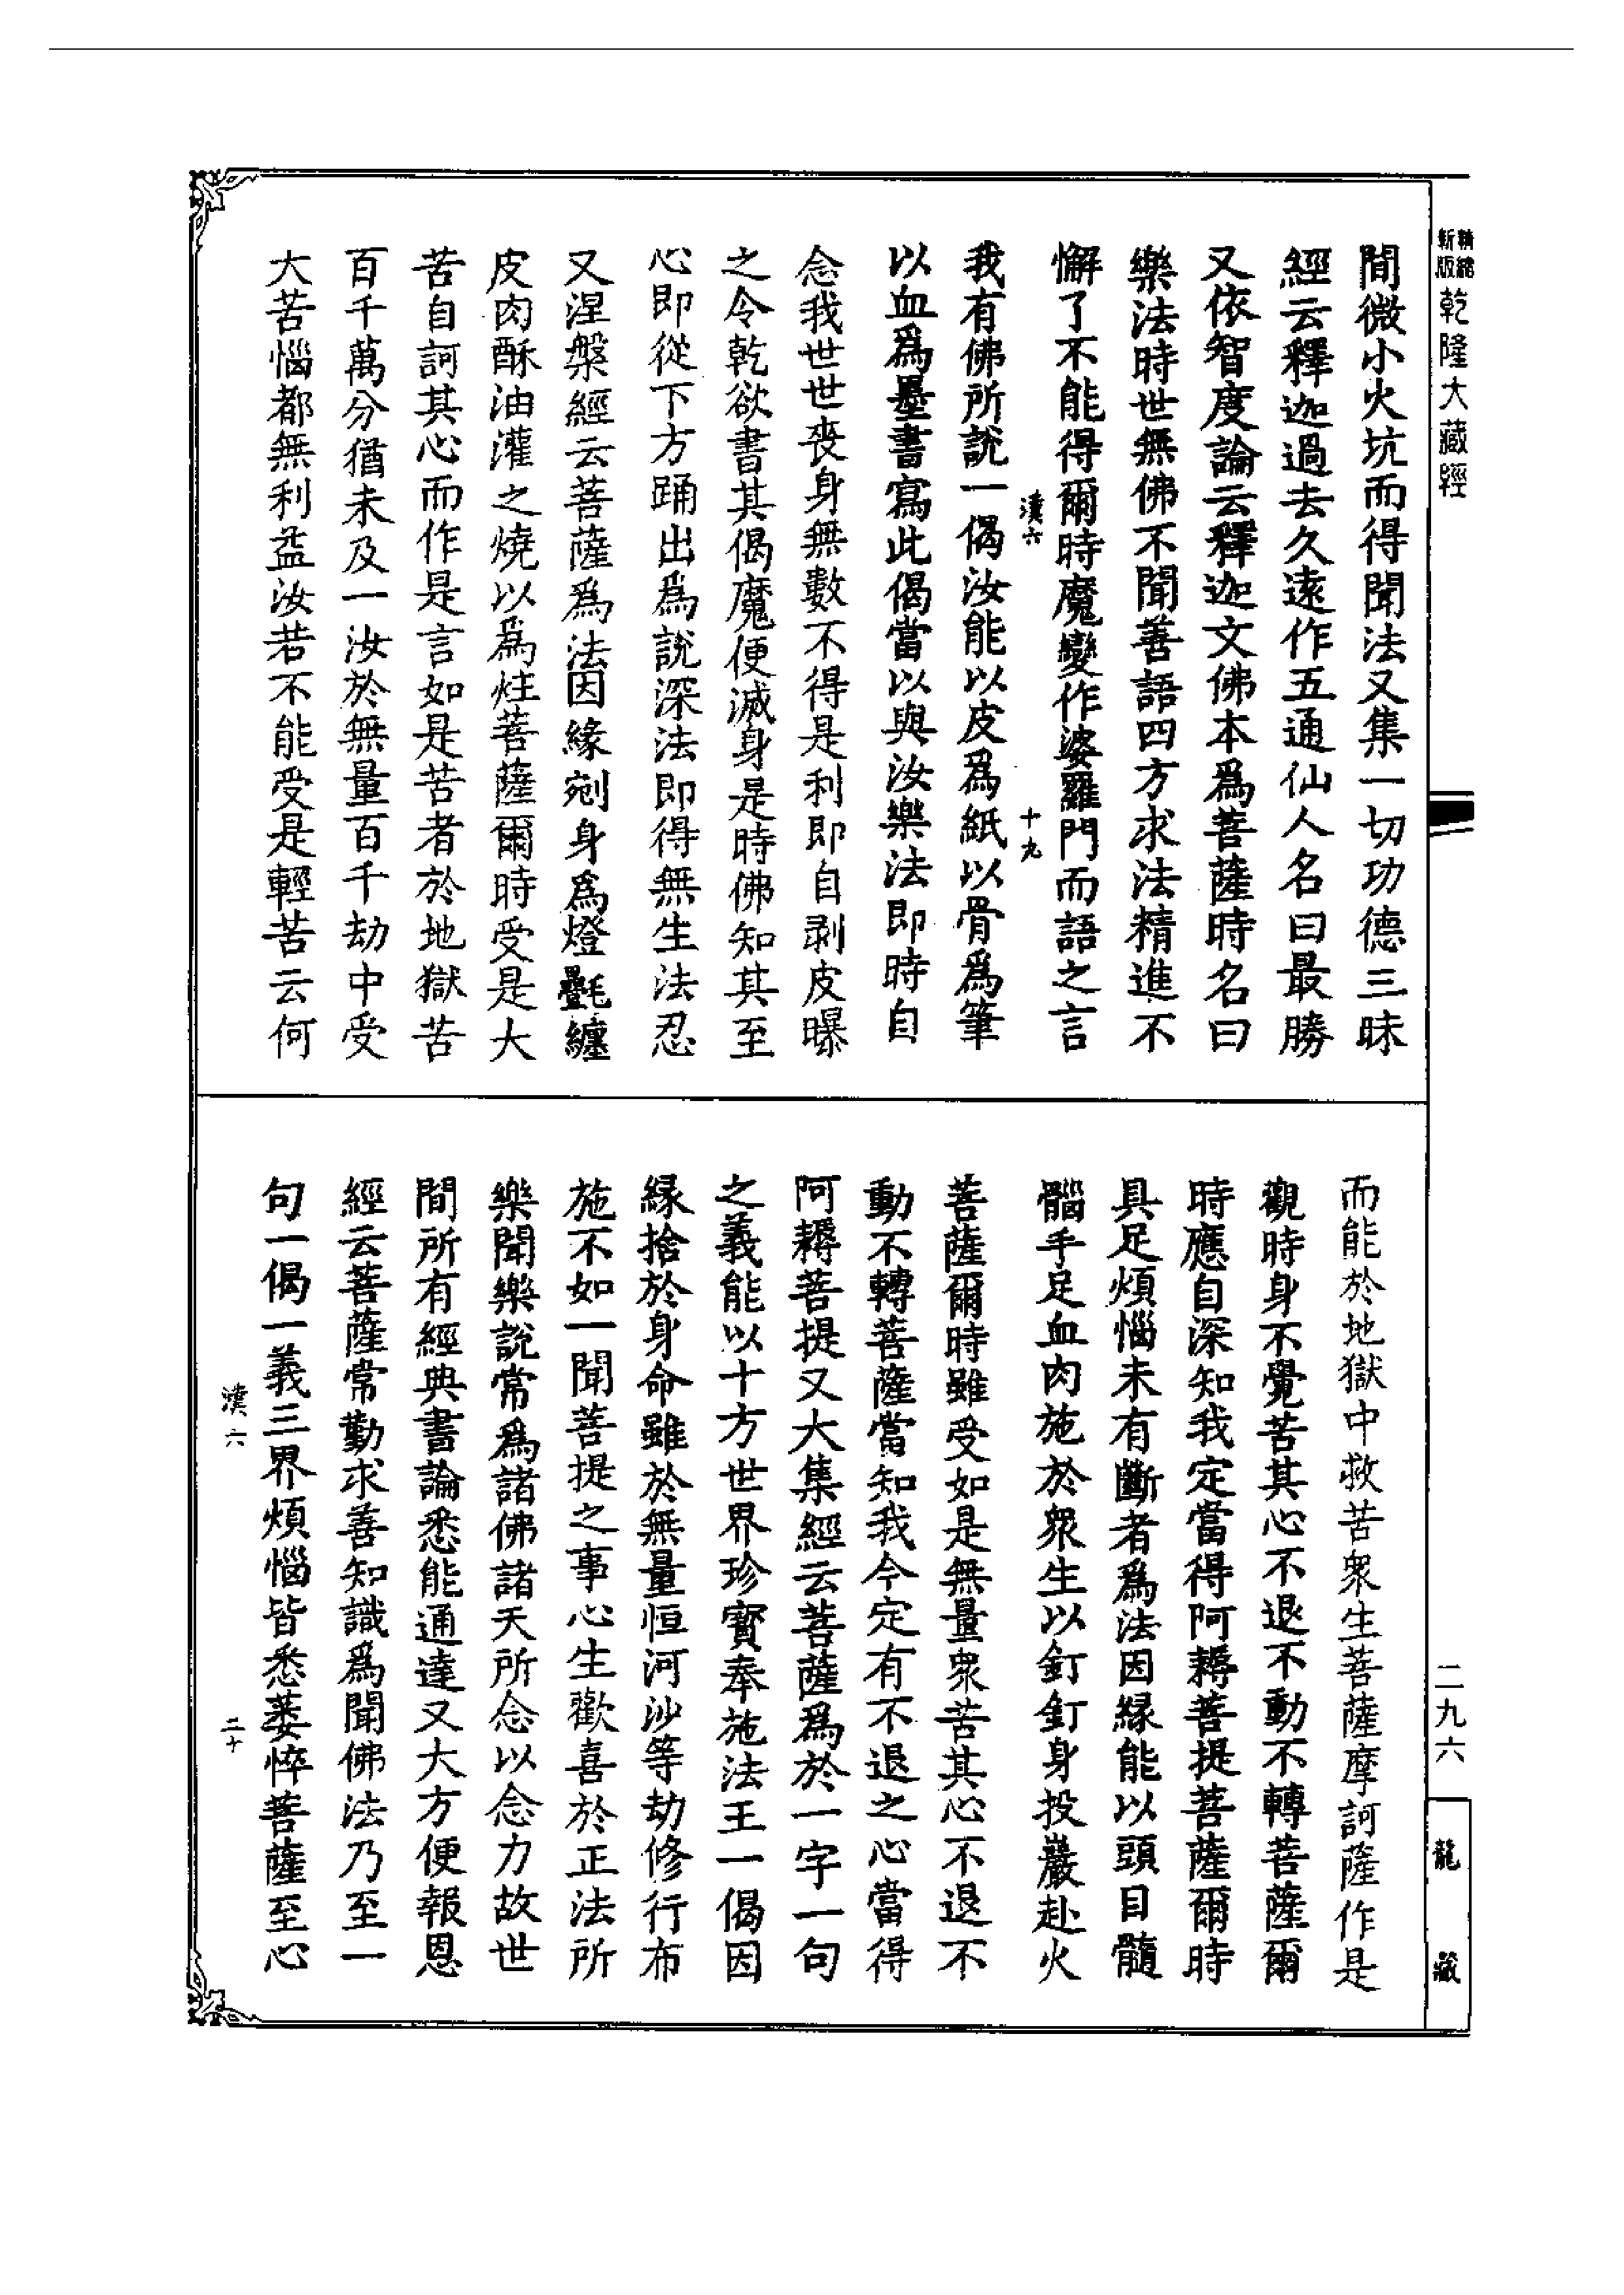 精縮新版乾隆大藏經
間微小火坑而得聞法又集一切功德三昧
經云釋迦過去久遠作五通仙人名曰最勝
又依智度論云釋迦文佛本爲菩薩時名曰
樂法時世無佛不聞善語四方求法精進不
懈了不能得爾時魔變作婆羅門而語之言
漢六 十九
我有佛所說一偈汝能以皮爲紙以骨爲筆
以血爲墨書寫此偈當以與汝樂法即時自
念我世世喪身無數不得是利即自剥皮曝
之令乾欲書其偈魔便滅身是時佛知其至
心即從下方踊出爲說深法即得無生法忍
又涅槃經云菩薩爲法因緣剜身爲燈㲲纏
皮肉酥油灌之燒以爲炷菩薩爾時受是大
苦自訶其心而作是言如是苦者於地獄苦
百千萬分猶未及一汝於無量百千劫中受
大苦惱都無利益汝若不能受是輕苦云何
而能於地獄中救苦衆生菩薩摩訶薩作是
觀時身不覺苦其心不退不動不轉菩薩爾
時應自深知我定當得阿耨菩提菩薩爾時
具足煩惱未有斷者爲法因緣能以頭目髓
腦手足血肉施於衆生以釘釘身投巖赴火
菩薩爾時雖受如是無量衆苦其心不退不
動不轉菩薩當知我今定有不退之心當得
阿耨菩提又大集經云菩薩爲於一字一句
之義能以十方世界珍寶奉施法王一偈因
緣捨於身命雖於無量恒河沙等劫修行布
施不如一聞菩提之事心生歡喜於正法所
樂聞樂說常爲諸佛諸天所念以念力故世
間所有經典書論悉能通達又大方便報恩
經云菩薩常勤求善知識爲聞佛法乃至一
句一偈一義三界煩惱皆悉萎悴菩薩至心
漢六 二十
二九六
龍藏